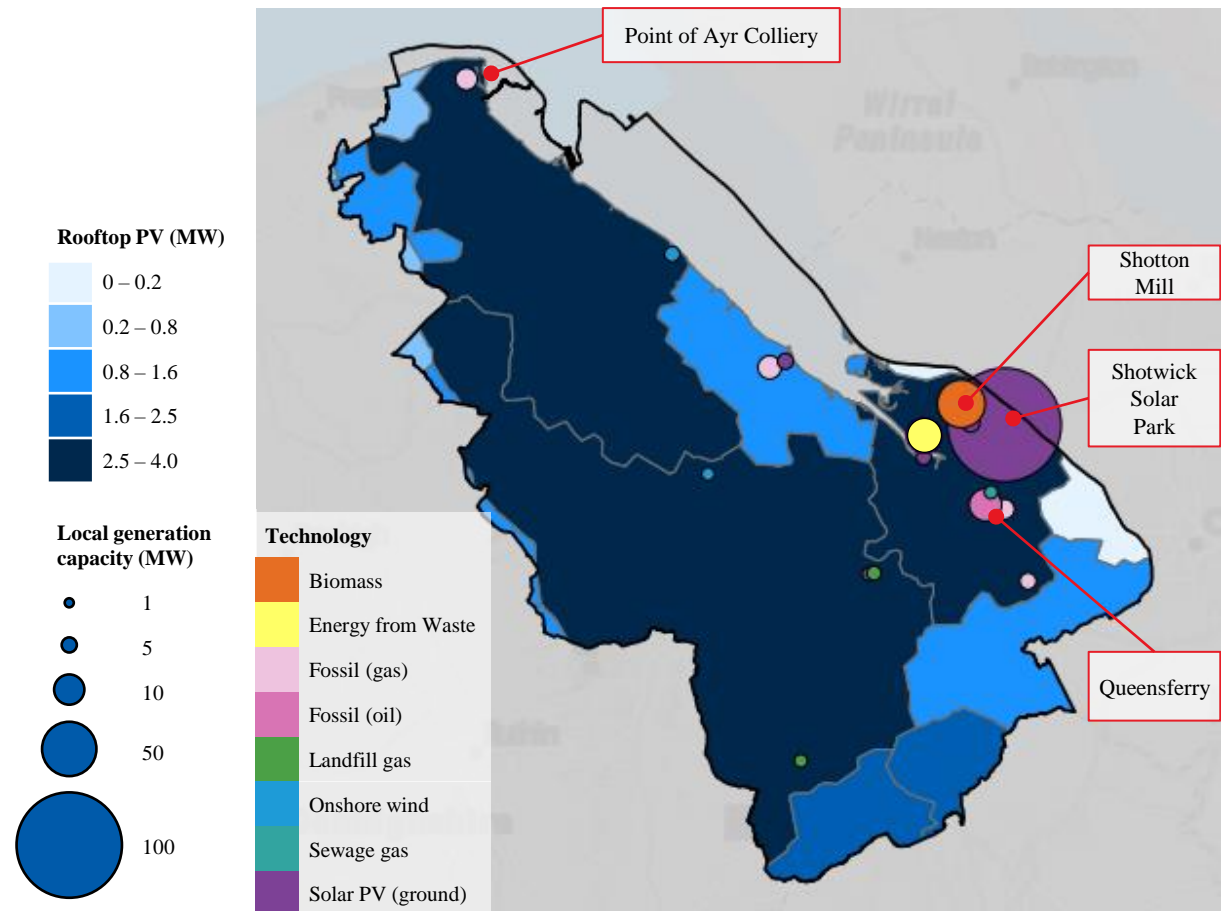 Point of Ayr Colliery
Wirral
Peninsula
Neston
Shotton
Mill
Shotwick
Solar
Park
Queensferry
Rooftop PV (MW)
0 – 0.2
0.2 – 0.8
0.8 – 1.6
1.6 – 2.5
2.5 – 4.0
Local generation
capacity (MW)
1
5
10
50
100
Technology
Biomass
Energy from Waste
Fossil (gas)
Fossil (oil)
Landfill gas
Onshore wind
Sewage gas
Solar PV (ground)